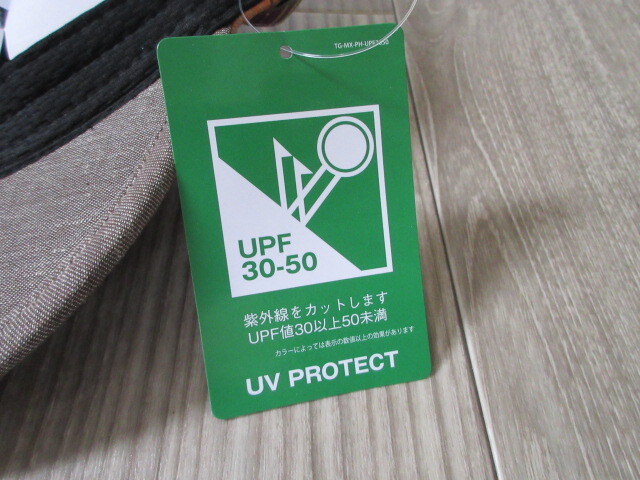 UPF
30-50
紫外線をカットします
UPF値30以上50未満
カラーによっては表示の数値以上の効果があります
UV PROTECT